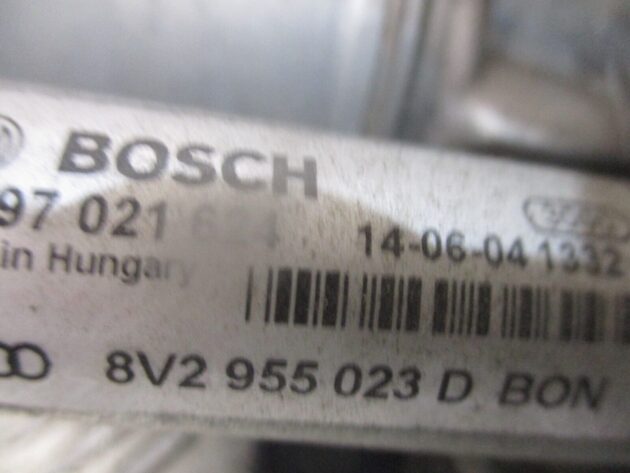 BOSCH
97 021
14-06-04 1332
in Hungary
8V2 955 023 D BON